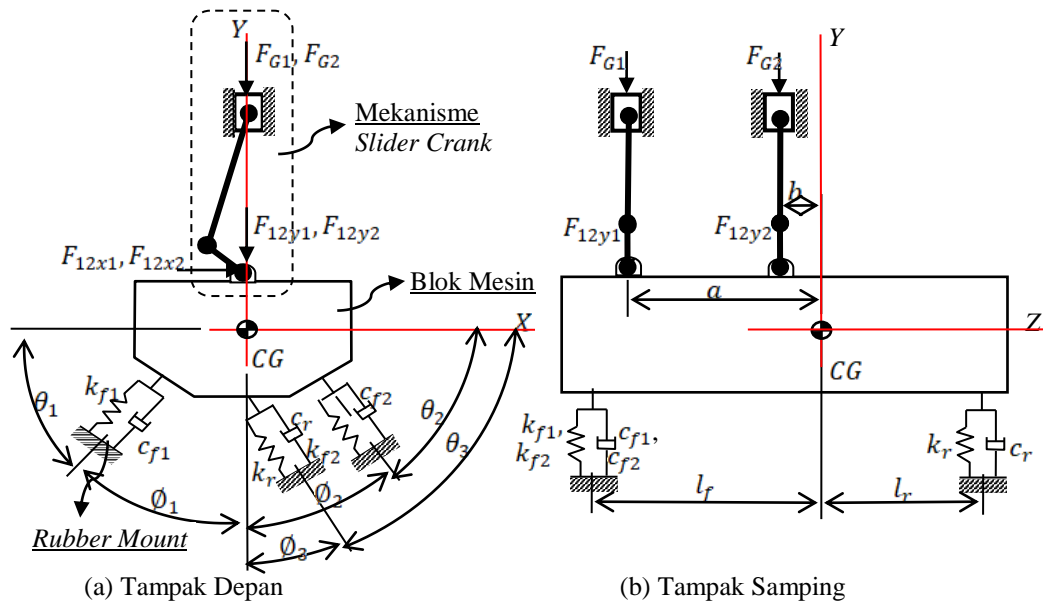 Y
F_{G1}, F_{G2}
Mekanisme
Slider Crank
F_{12y1}, F_{12y2}
F_{12x1}, F_{12x2}
Blok Mesin
X
CG
k_{f1}
c_{f1}
θ_1
Ø_1
c_r
k_r
k_{f2}
c_{f2}
Ø_2
Ø_3
θ_2
θ_3
Rubber Mount
(a) Tampak Depan
Y
F_{G1}
F_{G2}
b
F_{12y1}
F_{12y2}
a
Z
CG
k_{f1},
k_{f2}
c_{f1},
c_{f2}
k_r
c_r
l_f
l_r
(b) Tampak Samping